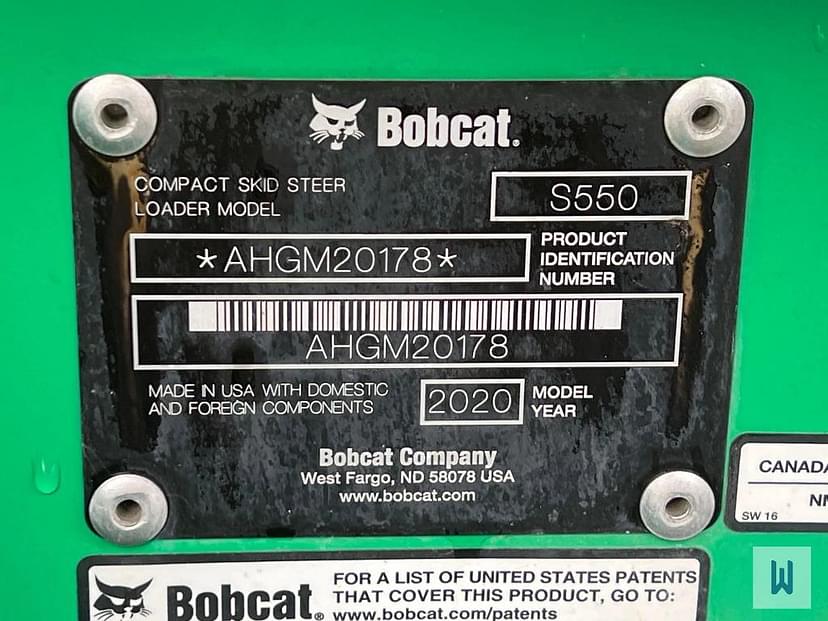 Bobcat.
COMPACT SKID STEER
LOADER MODEL
S550
*AHGM20178*
PRODUCT
IDENTIFICATION
NUMBER
AHGM20178
MADE IN USA WITH DOMESTIC
AND FOREIGN COMPONENTS
2020
MODEL
YEAR
Bobcat Company
West Fargo, ND 58078 USA
www.bobcat.com
CANADA
SW 16
Bobcat.
FOR A LIST OF UNITED STATES PATENTS
THAT COVER THIS PRODUCT, GO TO:
www.bobcat.com/patents
W